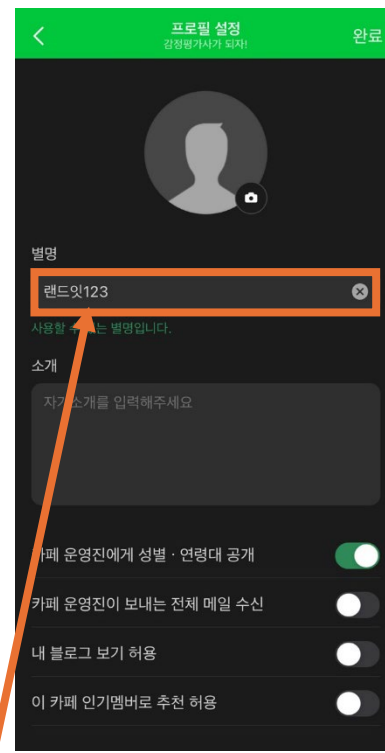 프로필 설정
감정평가사가 되자!
완료
별명
랜드잇123
사용할 는 별명입니다.
소개
자기소개를 입력해주세요
카페 운영진에게 성별 · 연령대 공개
카페 운영진이 보내는 전체 메일 수신
내 블로그 보기 허용
이 카페 인기멤버로 추천 허용